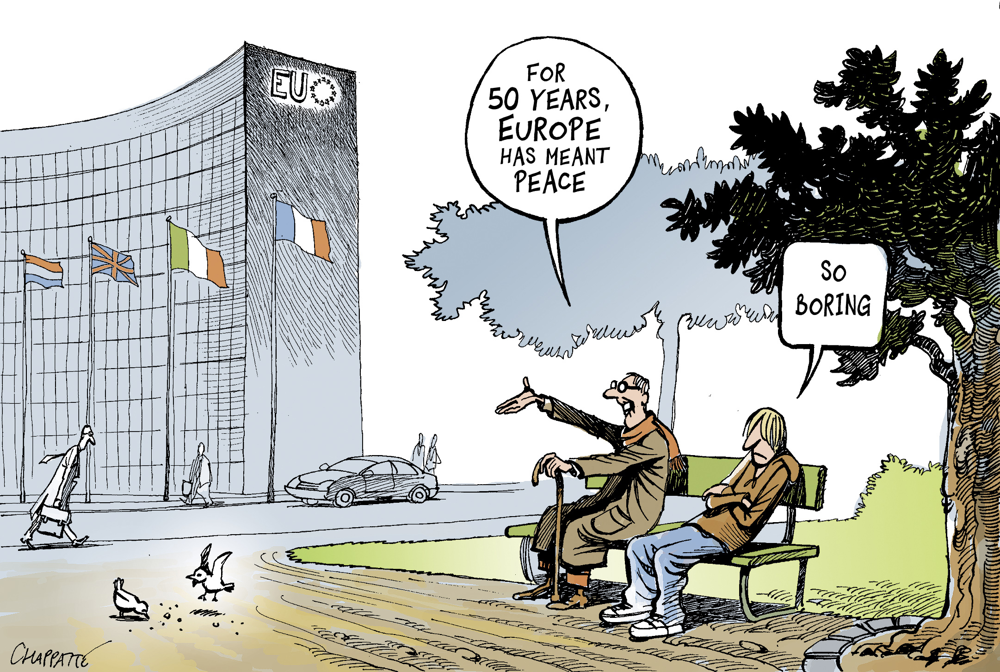 EU
FOR
50 YEARS,
EUROPE
HAS MEANT
PEACE
SO
BORING
CHAPPATTE